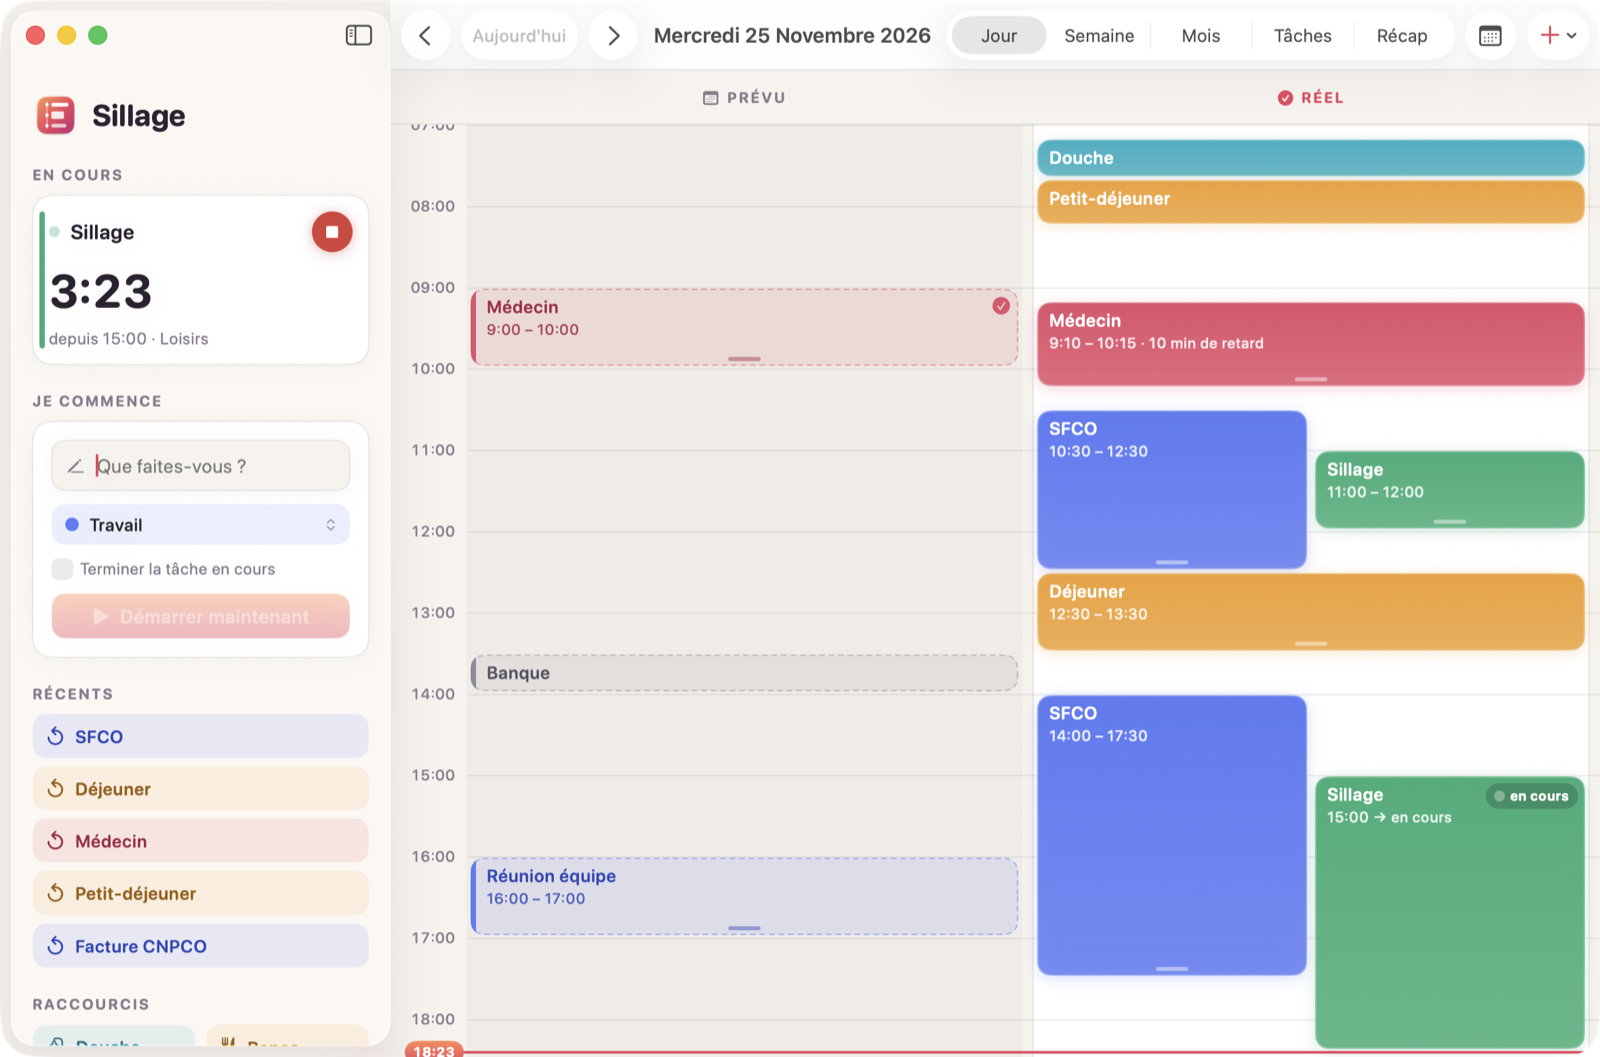 Aujourd'hui
Mercredi 25 Novembre 2026
Jour
Semaine
Mois
Tâches
Récap
Sillage
EN COURS
Sillage
3:23
depuis 15:00 · Loisirs
JE COMMENCE
Que faites-vous ?
Travail
Terminer la tâche en cours
Démarrer maintenant
RÉCENTS
SFCO
Déjeuner
Médecin
Petit-déjeuner
Facture CNPCO
RACCOURCIS
Douche
PRÉVU
RÉEL
07:00
08:00
09:00
10:00
11:00
12:00
13:00
14:00
15:00
16:00
17:00
18:00
18:23
Médecin
9:00 – 10:00
Banque
Réunion équipe
16:00 – 17:00
Douche
Petit-déjeuner
Médecin
9:10 – 10:15 · 10 min de retard
SFCO
10:30 – 12:30
Sillage
11:00 – 12:00
Déjeuner
12:30 – 13:30
SFCO
14:00 – 17:30
Sillage
en cours
15:00 → en cours